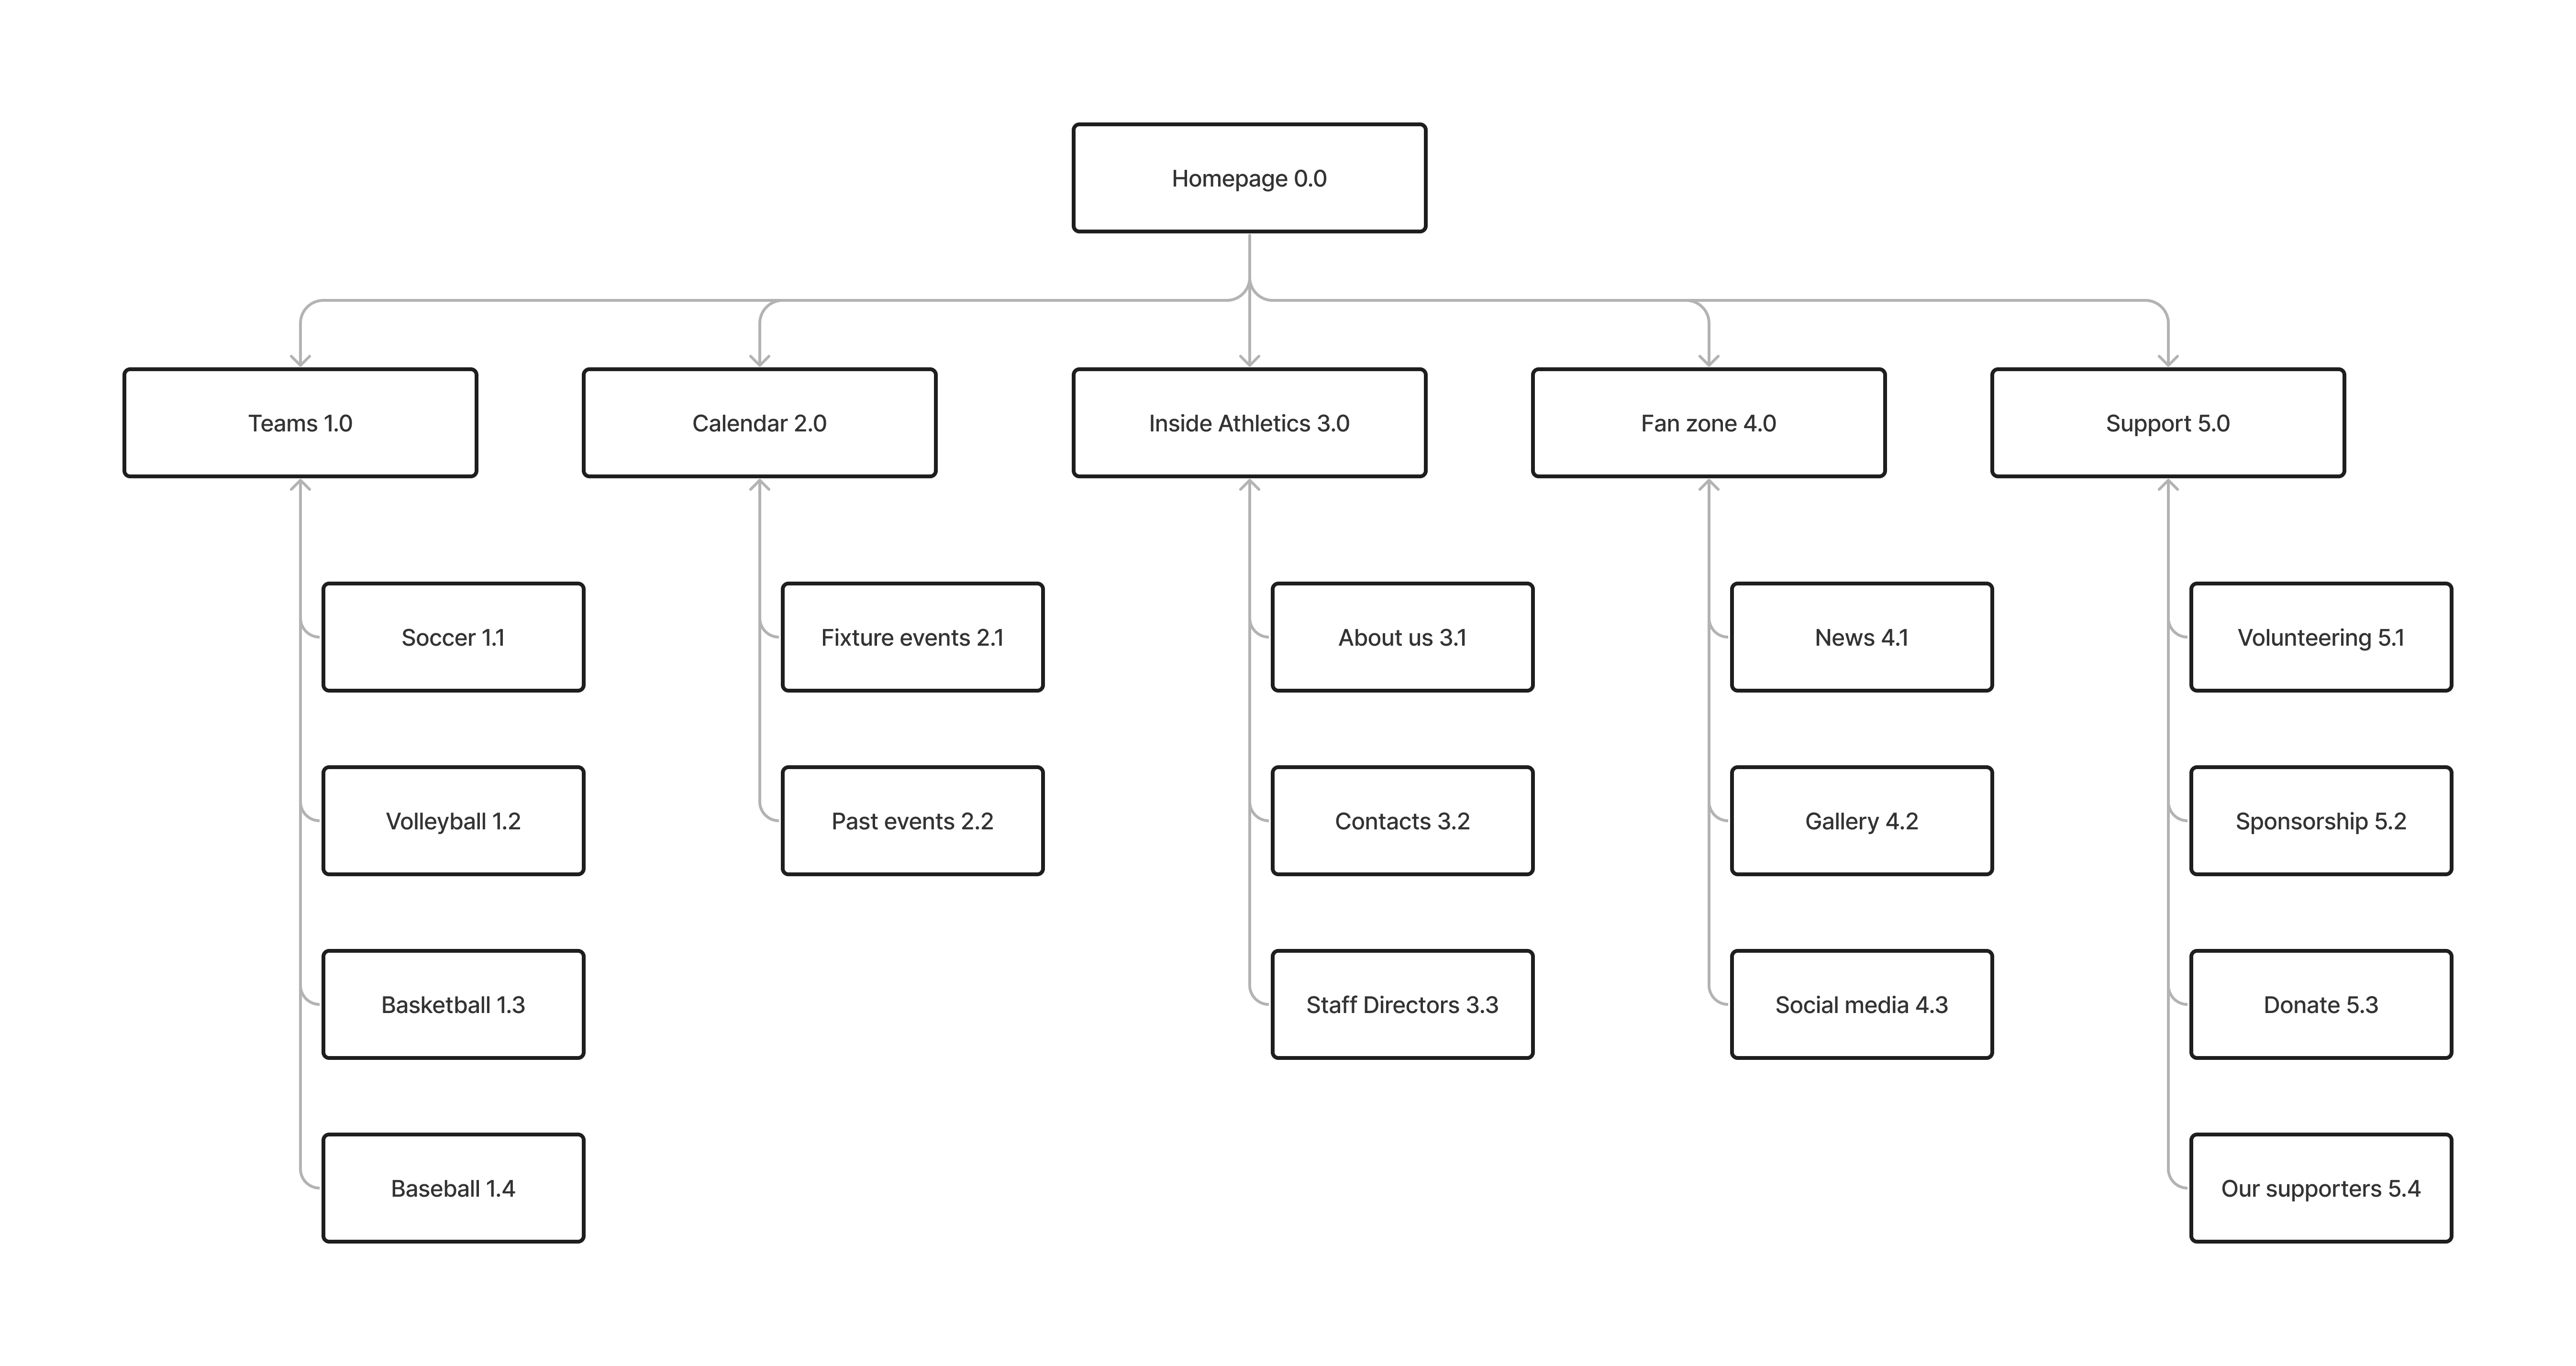 Homepage 0.0
Teams 1.0
Calendar 2.0
Inside Athletics 3.0
Fan zone 4.0
Support 5.0
Soccer 1.1
Fixture events 2.1
About us 3.1
News 4.1
Volunteering 5.1
Volleyball 1.2
Past events 2.2
Contacts 3.2
Gallery 4.2
Sponsorship 5.2
Basketball 1.3
Staff Directors 3.3
Social media 4.3
Donate 5.3
Baseball 1.4
Our supporters 5.4